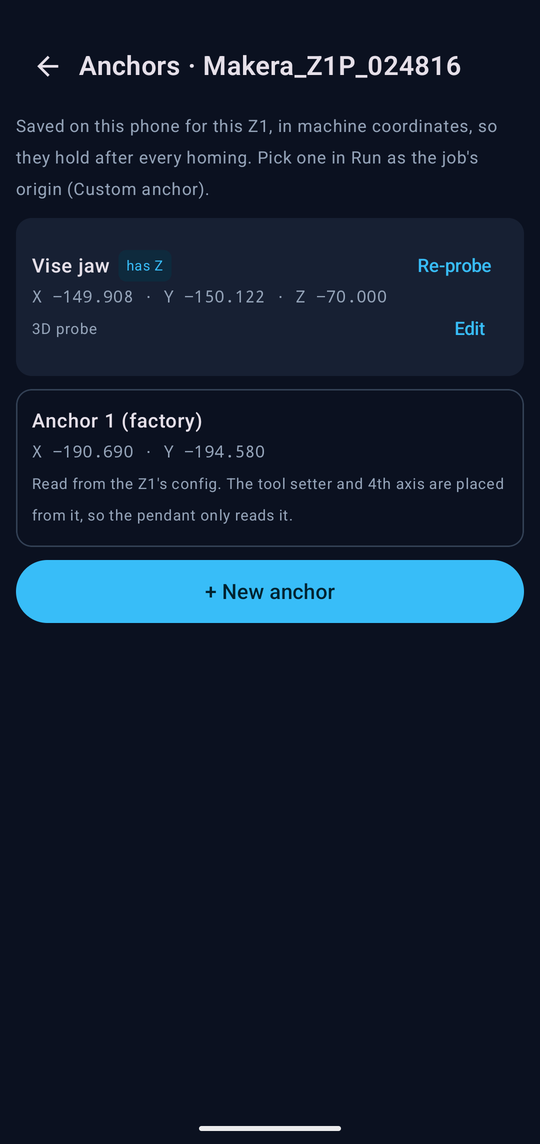 Anchors · Makera_Z1P_024816
Saved on this phone for this Z1, in machine coordinates, so
they hold after every homing. Pick one in Run as the job's
origin (Custom anchor).
Vise jaw has Z Re-probe
X −149.908 · Y −150.122 · Z −70.000
3D probe Edit
Anchor 1 (factory)
X −190.690 · Y −194.580
Read from the Z1's config. The tool setter and 4th axis are placed
from it, so the pendant only reads it.
+ New anchor